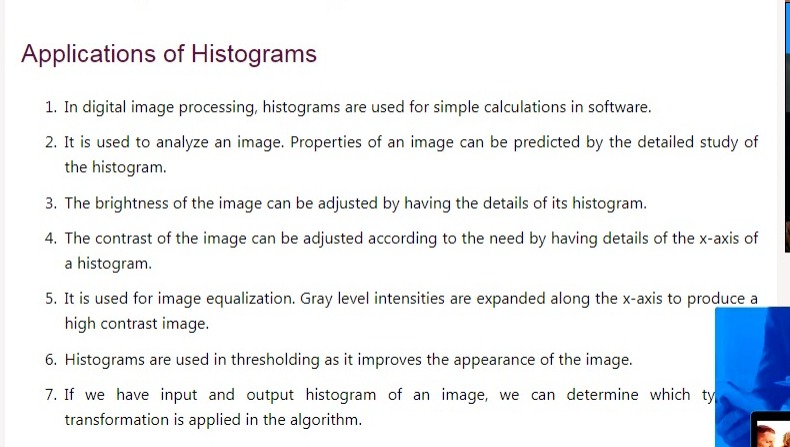 Applications of Histograms
1. In digital image processing, histograms are used for simple calculations in software.
2. It is used to analyze an image. Properties of an image can be predicted by the detailed study of
the histogram.
3. The brightness of the image can be adjusted by having the details of its histogram.
4. The contrast of the image can be adjusted according to the need by having details of the x-axis of
a histogram.
5. It is used for image equalization. Gray level intensities are expanded along the x-axis to produce a
high contrast image.
6. Histograms are used in thresholding as it improves the appearance of the image.
7. If we have input and output histogram of an image, we can determine which ty
transformation is applied in the algorithm.